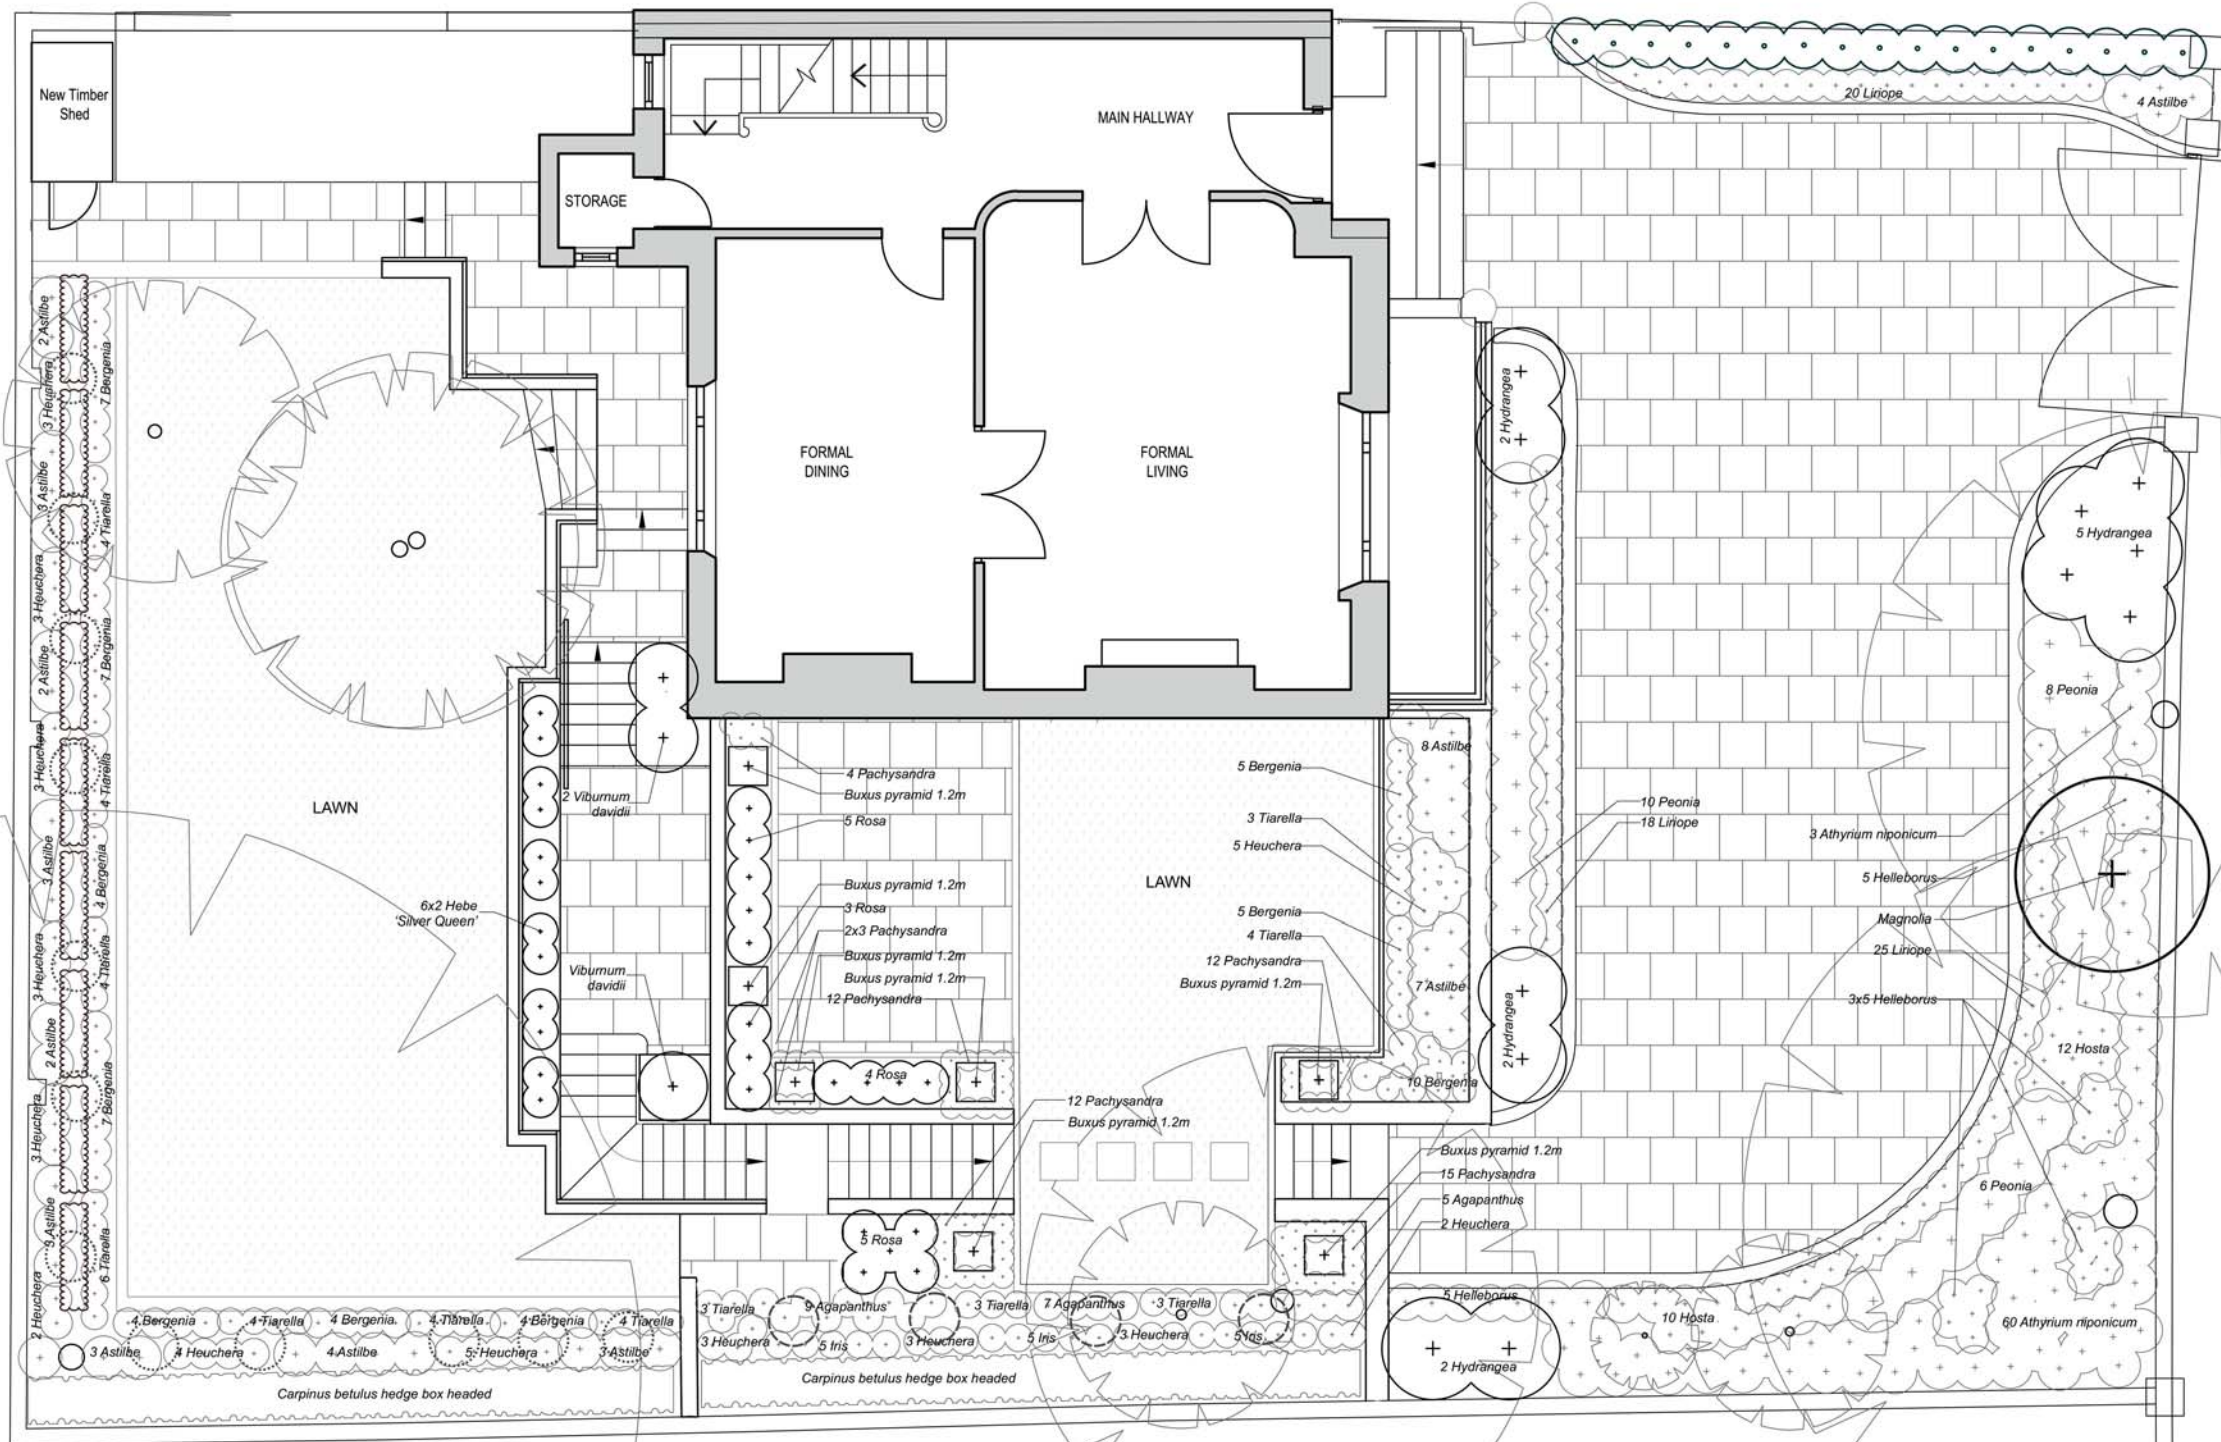 New Timber
Shed
MAIN HALLWAY
STORAGE
20 Liriope
4 Astilbe
FORMAL
DINING
FORMAL
LIVING
2 Astilbe
3 Heuchera
7 Bergenia
3 Astilbe
4 Tiarella
3 Heuchera
2 Astilbe
7 Bergenia
3 Heuchera
4 Tiarella
3 Astilbe
4 Bergenia
3 Heuchera
4 Tiarella
2 Astilbe
7 Bergenia
3 Heuchera
3 Astilbe
6 Tiarella
2 Heuchera
LAWN
2 Viburnum
davidii
6x2 Hebe
'Silver Queen'
Viburnum
davidii
4 Pachysandra
Buxus pyramid 1.2m
5 Rosa
Buxus pyramid 1.2m
3 Rosa
2x3 Pachysandra
Buxus pyramid 1.2m
Buxus pyramid 1.2m
12 Pachysandra
4 Rosa
12 Pachysandra
Buxus pyramid 1.2m
5 Rosa
LAWN
8 Astilbe
5 Bergenia
3 Tiarella
5 Heuchera
5 Bergenia
4 Tiarella
12 Pachysandra
Buxus pyramid 1.2m
7 Astilbe
10 Bergenia
2 Hydrangea
10 Peonia
18 Liriope
2 Hydrangea
Buxus pyramid 1.2m
15 Pachysandra
5 Agapanthus
2 Heuchera
5 Hydrangea
8 Peonia
3 Athyrium niponicum
5 Helleborus
Magnolia
25 Liriope
3x5 Helleborus
12 Hosta
6 Peonia
60 Athyrium niponicum
10 Hosta
5 Helleborus
2 Hydrangea
4 Bergenia
4 Tiarella
4 Bergenia
4 Tiarella
4 Bergenia
4 Tiarella
3 Astilbe
4 Heuchera
4 Astilbe
5 Heuchera
3 Astilbe
Carpinus betulus hedge box headed
3 Tiarella
9 Agapanthus
3 Tiarella
7 Agapanthus
3 Tiarella
3 Heuchera
5 Iris
3 Heuchera
5 Iris
3 Heuchera
5 Iris
Carpinus betulus hedge box headed